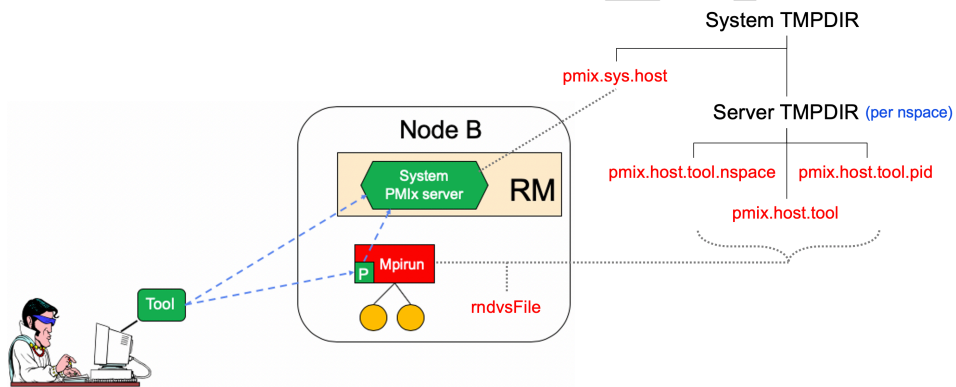 System TMPDIR
pmix.sys.host
Server TMPDIR (per nspace)
pmix.host.tool.nspace
pmix.host.tool.pid
pmix.host.tool
Node B
System
PMIx server
RM
P
Mpirun
rndvsFile
Tool